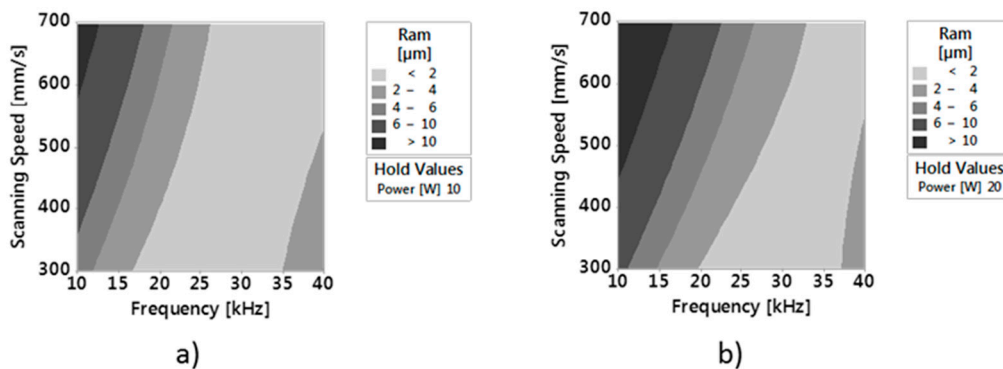 700
600
500
400
300
Scanning Speed [mm/s]
10 15 20 25 30 35 40
Frequency [kHz]
Ram
[µm]
< 2
2 – 4
4 – 6
6 – 10
> 10
Hold Values
Power [W] 10
a)
700
600
500
400
300
Scanning Speed [mm/s]
10 15 20 25 30 35 40
Frequency [kHz]
Ram
[µm]
< 2
2 – 4
4 – 6
6 – 10
> 10
Hold Values
Power [W] 20
b)